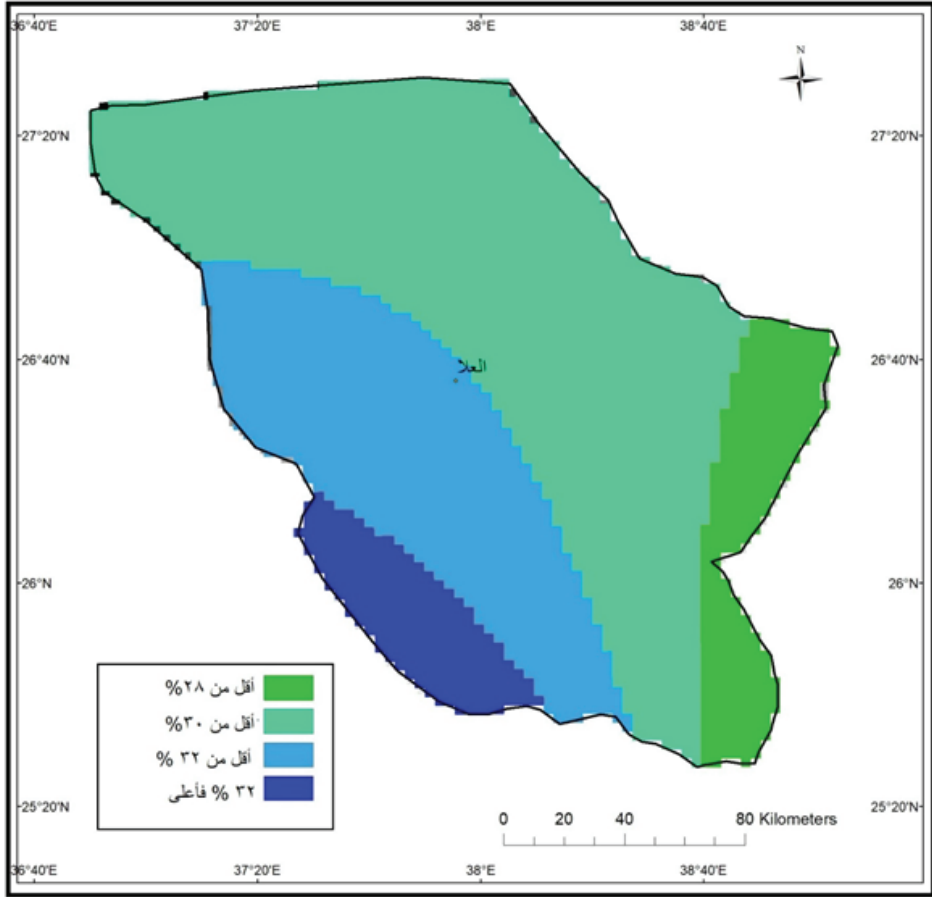 36°40'E 37°20'E 38°E 38°40'E
N
27°20'N 27°20'N
26°40'N 26°40'N
العلا
26°N 26°N
أقل من ٢٨%
أقل من ٣٠%
أقل من ٣٢ %
٣٢ % فأعلى
25°20'N 25°20'N
0 20 40 80 Kilometers
36°40'E 37°20'E 38°E 38°40'E